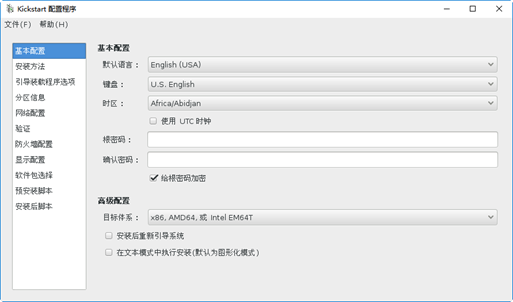 Kickstart 配置程序
文件(F) 帮助(H)
基本配置
安装方法
引导装载程序选项
分区信息
网络配置
验证
防火墙配置
显示配置
软件包选择
预安装脚本
安装后脚本
基本配置
默认语言： English (USA)
键盘： U.S. English
时区： Africa/Abidjan
使用 UTC 时钟
根密码：
确认密码：
给根密码加密
高级配置
目标体系： x86, AMD64, 或 Intel EM64T
安装后重新引导系统
在文本模式中执行安装(默认为图形化模式)